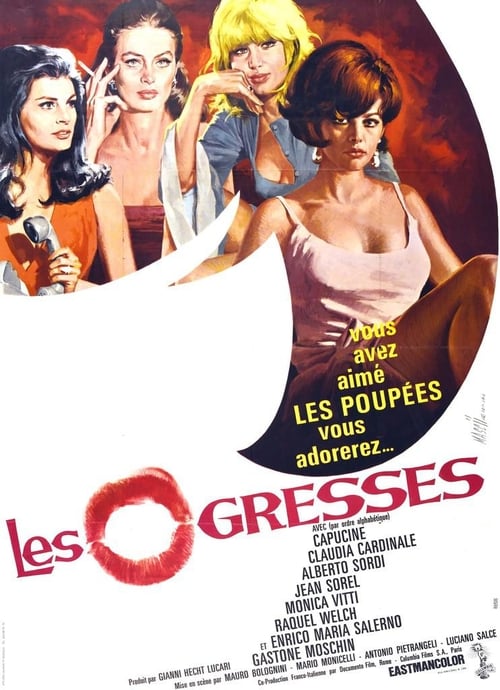 vous
avez
aimé
LES POUPÉES
vous
adorerez...
Les OGRESSES
AVEC (par ordre alphabétique)
CAPUCINE
CLAUDIA CARDINALE
ALBERTO SORDI
JEAN SOREL
MONICA VITTI
RAQUEL WELCH
ET ENRICO MARIA SALERNO
GASTONE MOSCHIN
Produit par GIANNI HECHT LUCARI
Mise en scène par MAURO BOLOGNINI - MARIO MONICELLI - ANTONIO PIETRANGELI - LUCIANO SALCE
Co-Production Franco-Italienne par Documento Film, Rome - Columbia Films S.A., Paris
EASTMANCOLOR